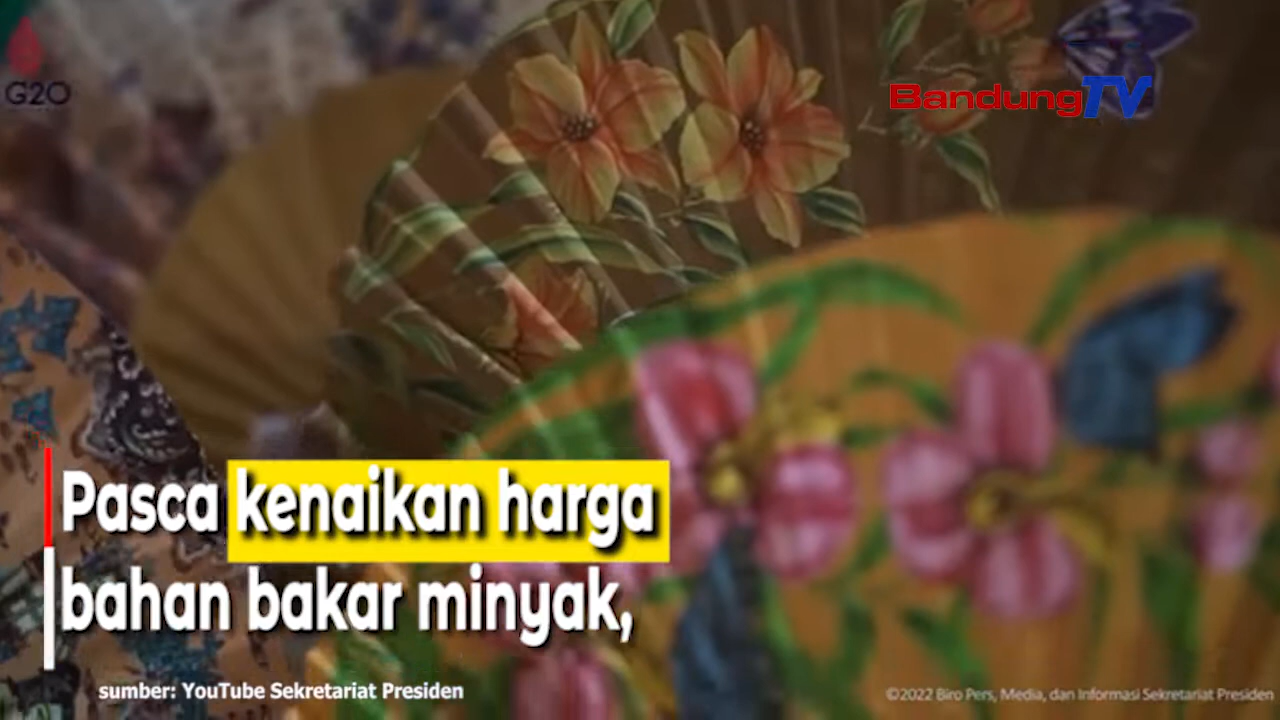 G20
BandungTV
Pasca kenaikan harga
bahan bakar minyak,
sumber: YouTube Sekretariat Presiden
©2022 Biro Pers, Media, dan Informasi Sekretariat Presiden